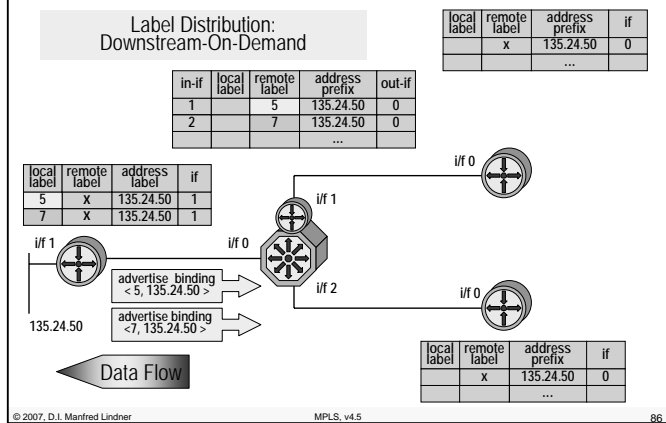 Label Distribution:
Downstream-On-Demand
local label remote label address prefix if
x 135.24.50 0
...
in-if local label remote label address prefix out-if
1 5 135.24.50 0
2 7 135.24.50 0
...
local label remote label address label if
5 x 135.24.50 1
7 x 135.24.50 1
i/f 0
i/f 1
i/f 1
i/f 0
advertise binding
< 5, 135.24.50 >
i/f 2
i/f 0
advertise binding
<7, 135.24.50 >
135.24.50
Data Flow
local label remote label address prefix if
x 135.24.50 0
...
© 2007, D.I. Manfred Lindner
MPLS, v4.5
86